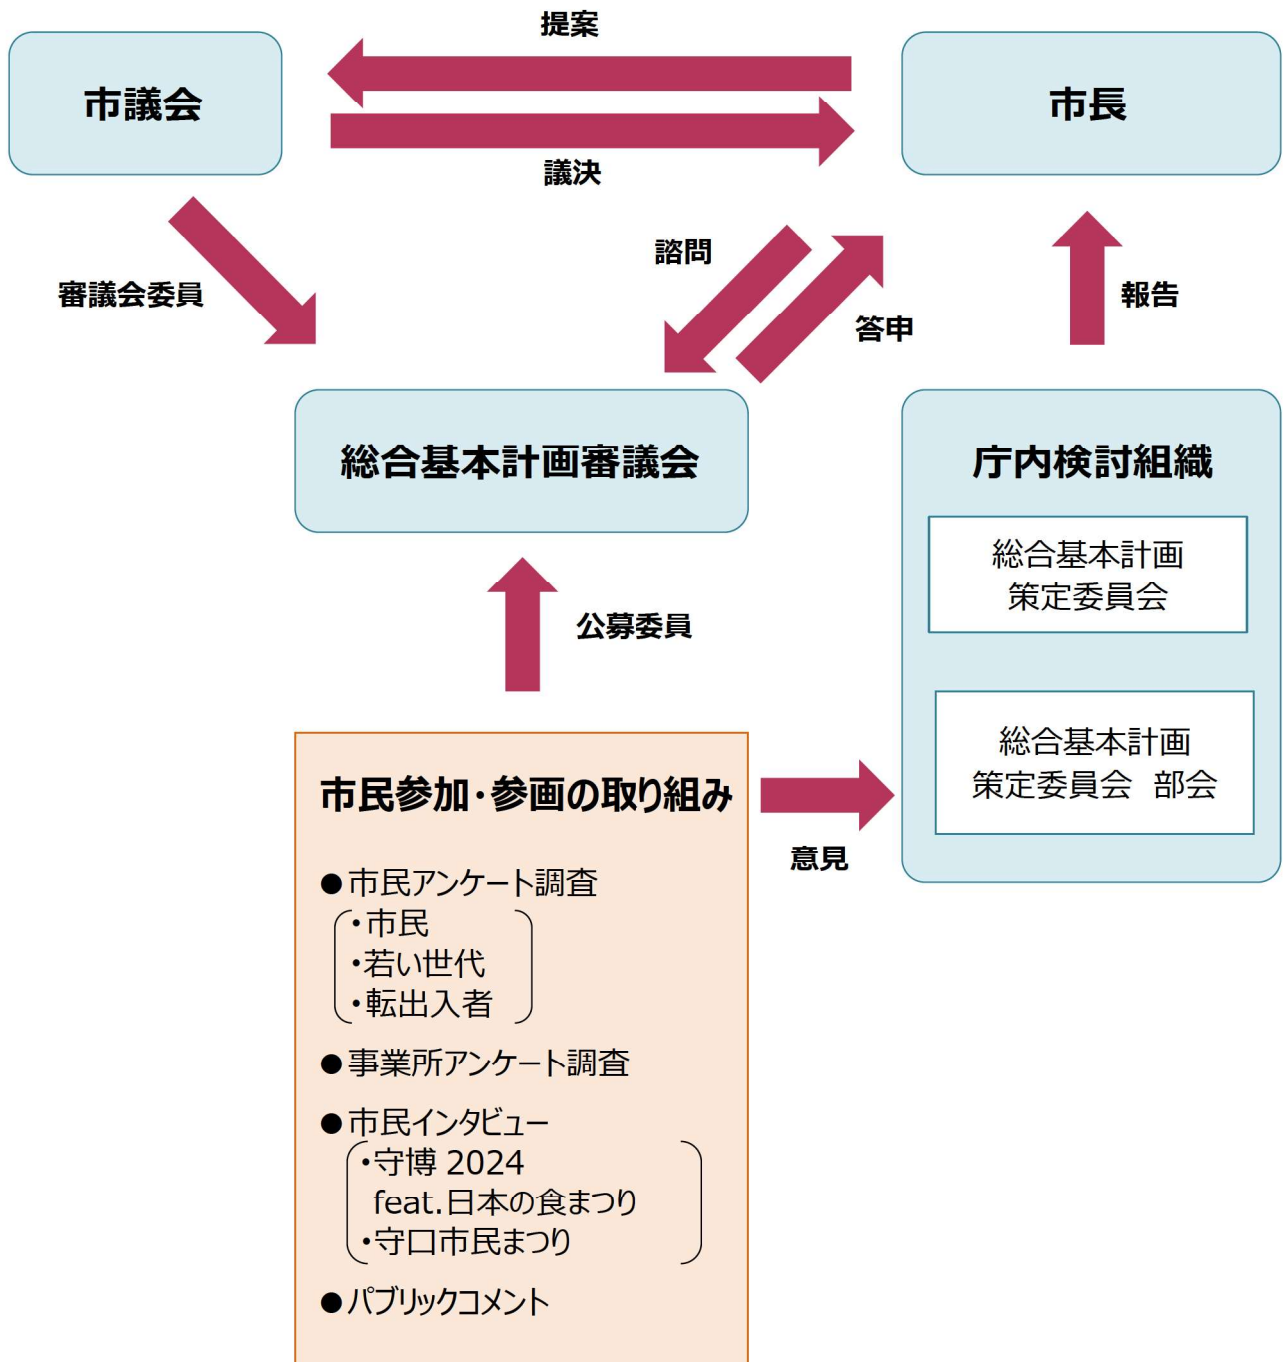 提案
市議会
市長
議決
審議会委員
諮問
答申
報告
総合基本計画審議会
庁内検討組織
総合基本計画
策定委員会
総合基本計画
策定委員会 部会
公募委員
市民参加・参画の取り組み
意見
●市民アンケート調査
・市民
・若い世代
・転出入者
●事業所アンケート調査
●市民インタビュー
・守博 2024
feat.日本の食まつり
・守口市民まつり
●パブリックコメント